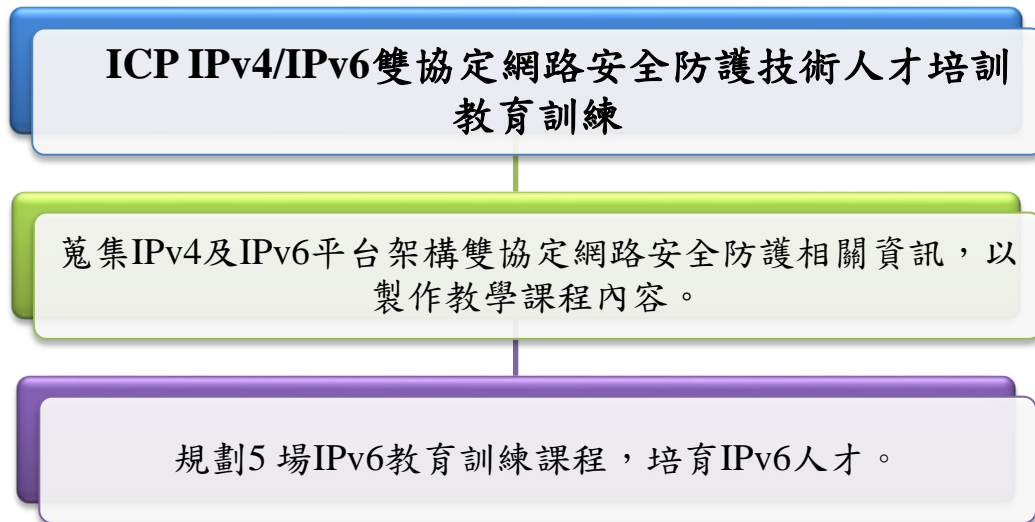 ICP IPv4/IPv6雙協定網路安全防護技術人才培訓
教育訓練
蒐集IPv4及IPv6平台架構雙協定網路安全防護相關資訊，以
製作教學課程內容。
規劃5 場IPv6教育訓練課程，培育IPv6人才。